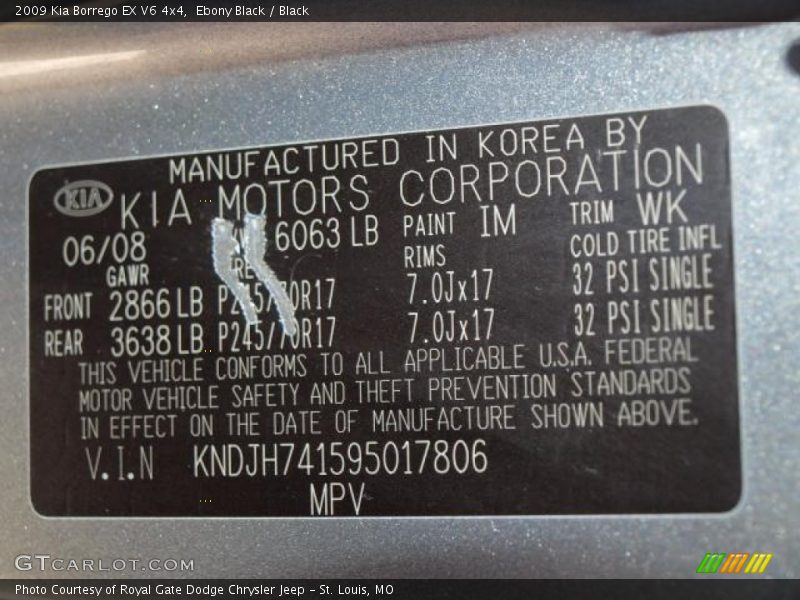 2009 Kia Borrego EX V6 4x4, Ebony Black / Black
MANUFACTURED IN KOREA BY
KIA KIA MOTORS CORPORATION
06/08 6063 LB PAINT IM TRIM WK
GAWR RIMS COLD TIRE INFL
FRONT 2866 LB P245/70R17 7.0Jx17 32 PSI SINGLE
REAR 3638 LB P245/70R17 7.0Jx17 32 PSI SINGLE
THIS VEHICLE CONFORMS TO ALL APPLICABLE U.S.A. FEDERAL
MOTOR VEHICLE SAFETY AND THEFT PREVENTION STANDARDS
IN EFFECT ON THE DATE OF MANUFACTURE SHOWN ABOVE.
V.I.N KNDJH741595017806
MPV
GTCARLOT.COM
Photo Courtesy of Royal Gate Dodge Chrysler Jeep – St. Louis, MO